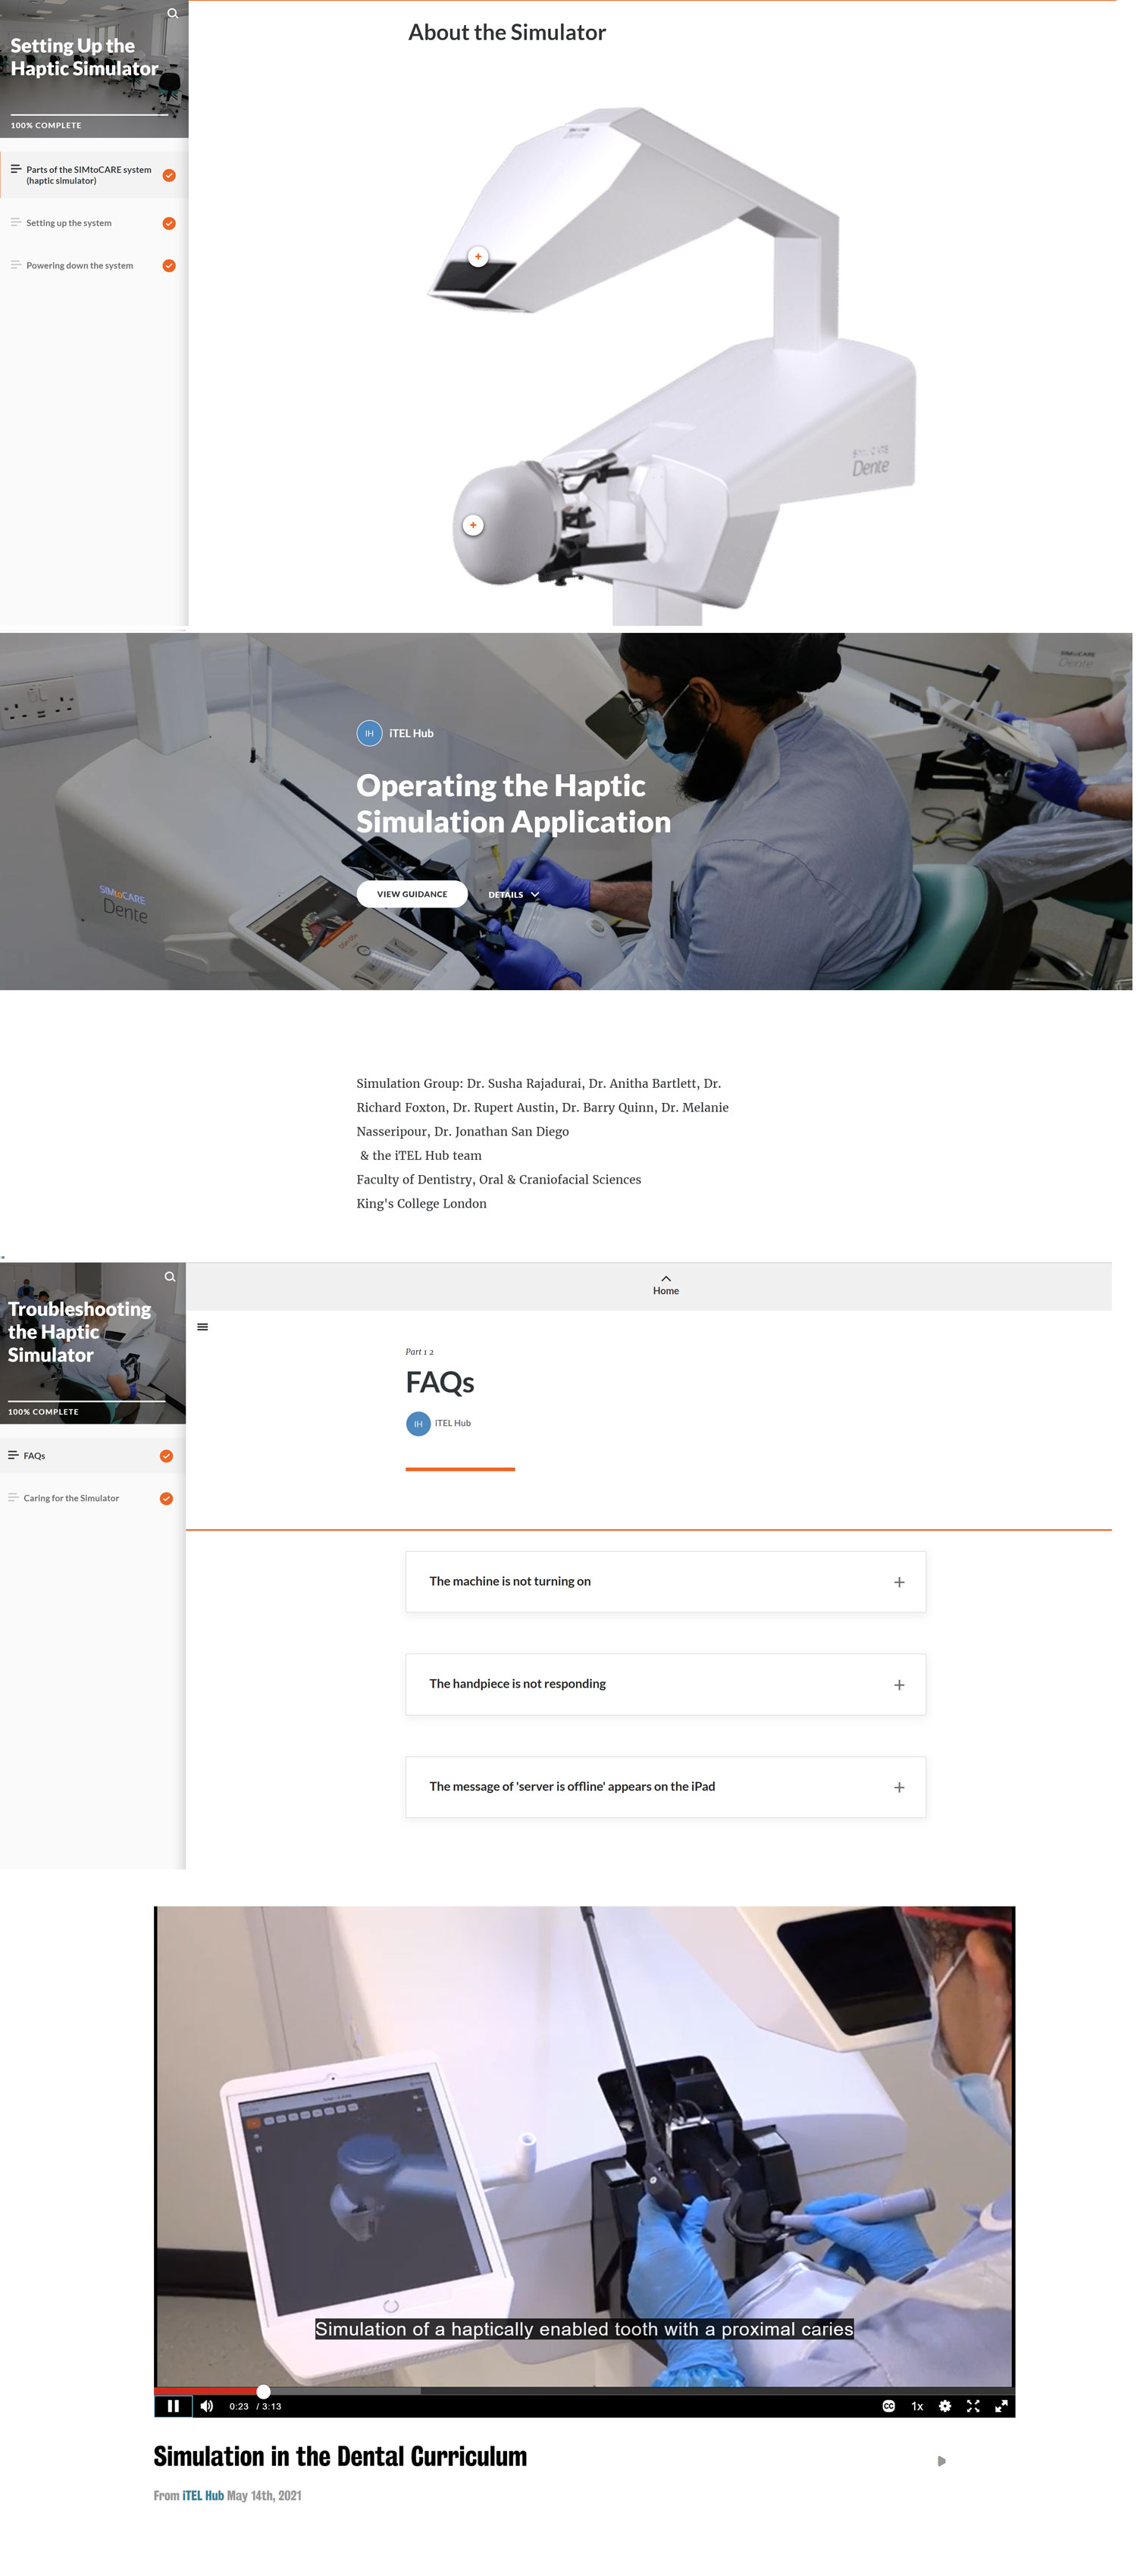 Setting Up the
Haptic Simulator
100% COMPLETE
Parts of the SIMtoCARE system
(haptic simulator)
Setting up the system
Powering down the system
About the Simulator
Dente
SIMtoCARE
Dente
Dente
IH iTEL Hub
Operating the Haptic
Simulation Application
VIEW GUIDANCE
DETAILS
SIMtoCARE
Dente
Simulation Group: Dr. Susha Rajadurai, Dr. Anitha Bartlett, Dr.
Richard Foxton, Dr. Rupert Austin, Dr. Barry Quinn, Dr. Melanie
Nasseripour, Dr. Jonathan San Diego
& the iTEL Hub team
Faculty of Dentistry, Oral & Craniofacial Sciences
King's College London
Troubleshooting
the Haptic
Simulator
100% COMPLETE
FAQs
Caring for the Simulator
Home
Part 1 2
FAQs
IH iTEL Hub
The machine is not turning on
The handpiece is not responding
The message of 'server is offline' appears on the iPad
Simulation of a haptically enabled tooth with a proximal caries
0:23 / 3:13
CC 1x
Simulation in the Dental Curriculum
From iTEL Hub May 14th, 2021